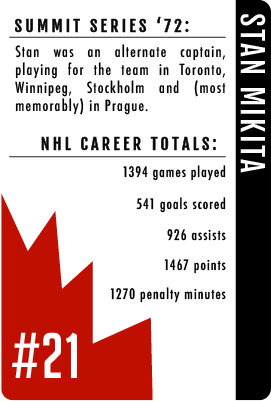 SUMMIT SERIES ‘72:
Stan was an alternate captain,
playing for the team in Toronto,
Winnipeg, Stockholm and (most
memorably) in Prague.
NHL CAREER TOTALS:
1394 games played
541 goals scored
926 assists
1467 points
1270 penalty minutes
#21
STAN MIKITA